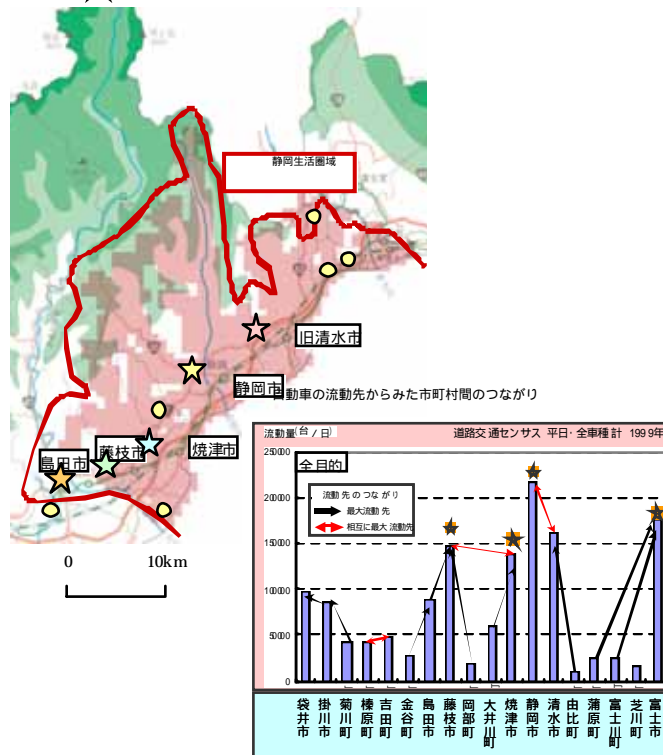 静岡生活圏域
旧清水市
静岡市
焼津市
藤枝市
島田市
0 10km
自動車の流動先からみた市町村間のつながり
流動量(台/日)
道路交通センサス 平日・全車種計 1999年
全目的
流動先のつながり
最大流動先
相互に最大流動先
25000
20000
15000
10000
5000
0
袋井市
掛川市
菊川町
榛原町
吉田町
金谷町
島田市
藤枝市
岡部町
大井川町
焼津市
静岡市
清水市
由比町
蒲原町
富士川町
芝川町
富士市